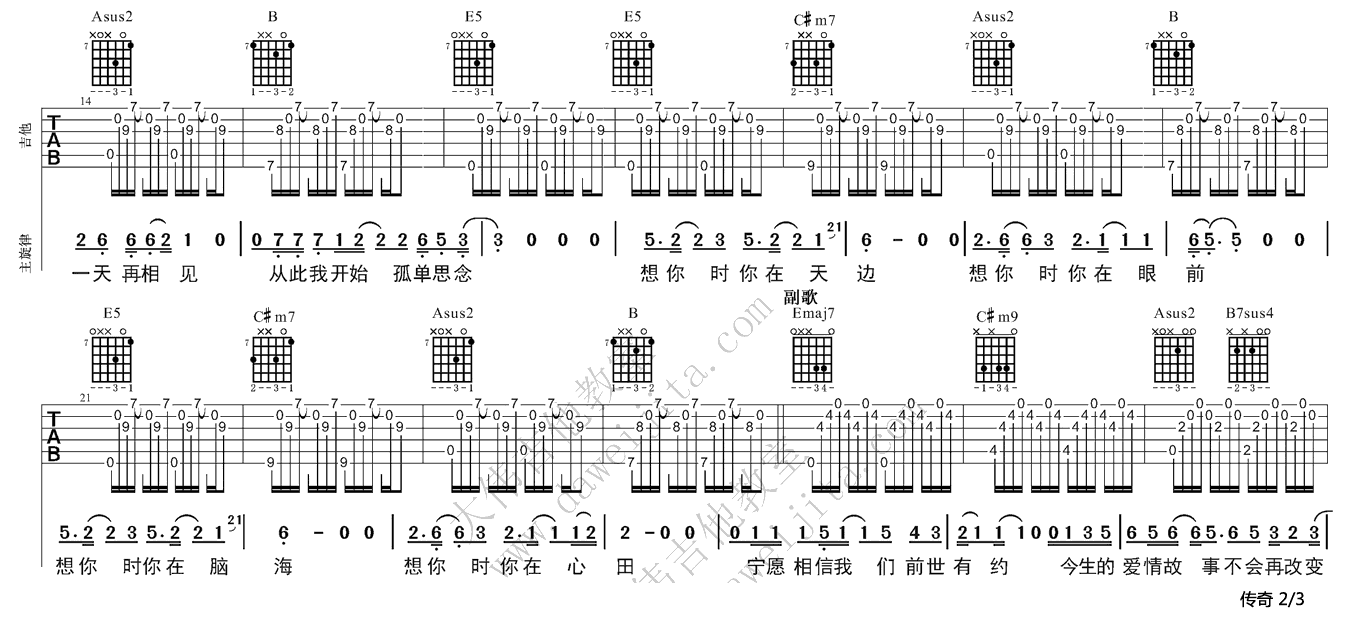 Asus2 B E5 E5 C♯m7 Asus2 B
14
吉他
TAB
主旋律
2 6 6 6 2 1 0 | 0 7 7 7 1 2 2 2 6 5 3 | 3 0 0 0 | 5. 2 2 3 5. 2 2 1 21 | 6 - 0 0 | 2. 6 6 3 2. 1 1 1 | 6 5. 5 0 0
一天 再相 见 从此我开始 孤单思念 想你 时你在 天 边 想你 时你在 眼 前
副歌
E5 C♯m7 Asus2 B Emaj7 C♯m9 Asus2 B7sus4
21
TAB
5. 2 2 3 5. 2 2 1 21 | 6 - 0 0 | 2. 6 6 3 2. 1 1 1 2 | 2 - 0 0 | 0 1 1 1 5 1 1 5 4 3 | 2 1 1 1 0 0 1 3 5 | 6 5 6 6 5. 6 5 3 2 3
想你 时你在 脑 海 想你 时你在 心 田 宁愿 相信我 们 前世 有 约 今生的 爱情故 事不会再改变
大伟吉他教室
www.daweijita.com
传奇 2/3